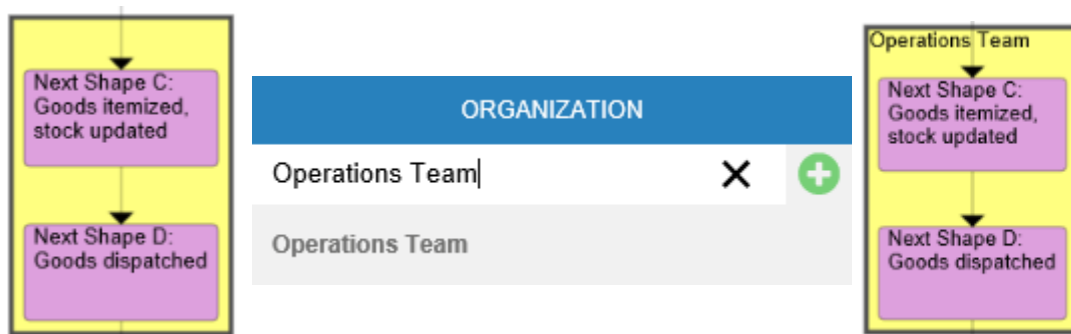 Next Shape C:
Goods itemized,
stock updated
Next Shape D:
Goods dispatched
ORGANIZATION
Operations Team
Operations Team
Operations Team
Next Shape C:
Goods itemized,
stock updated
Next Shape D:
Goods dispatched